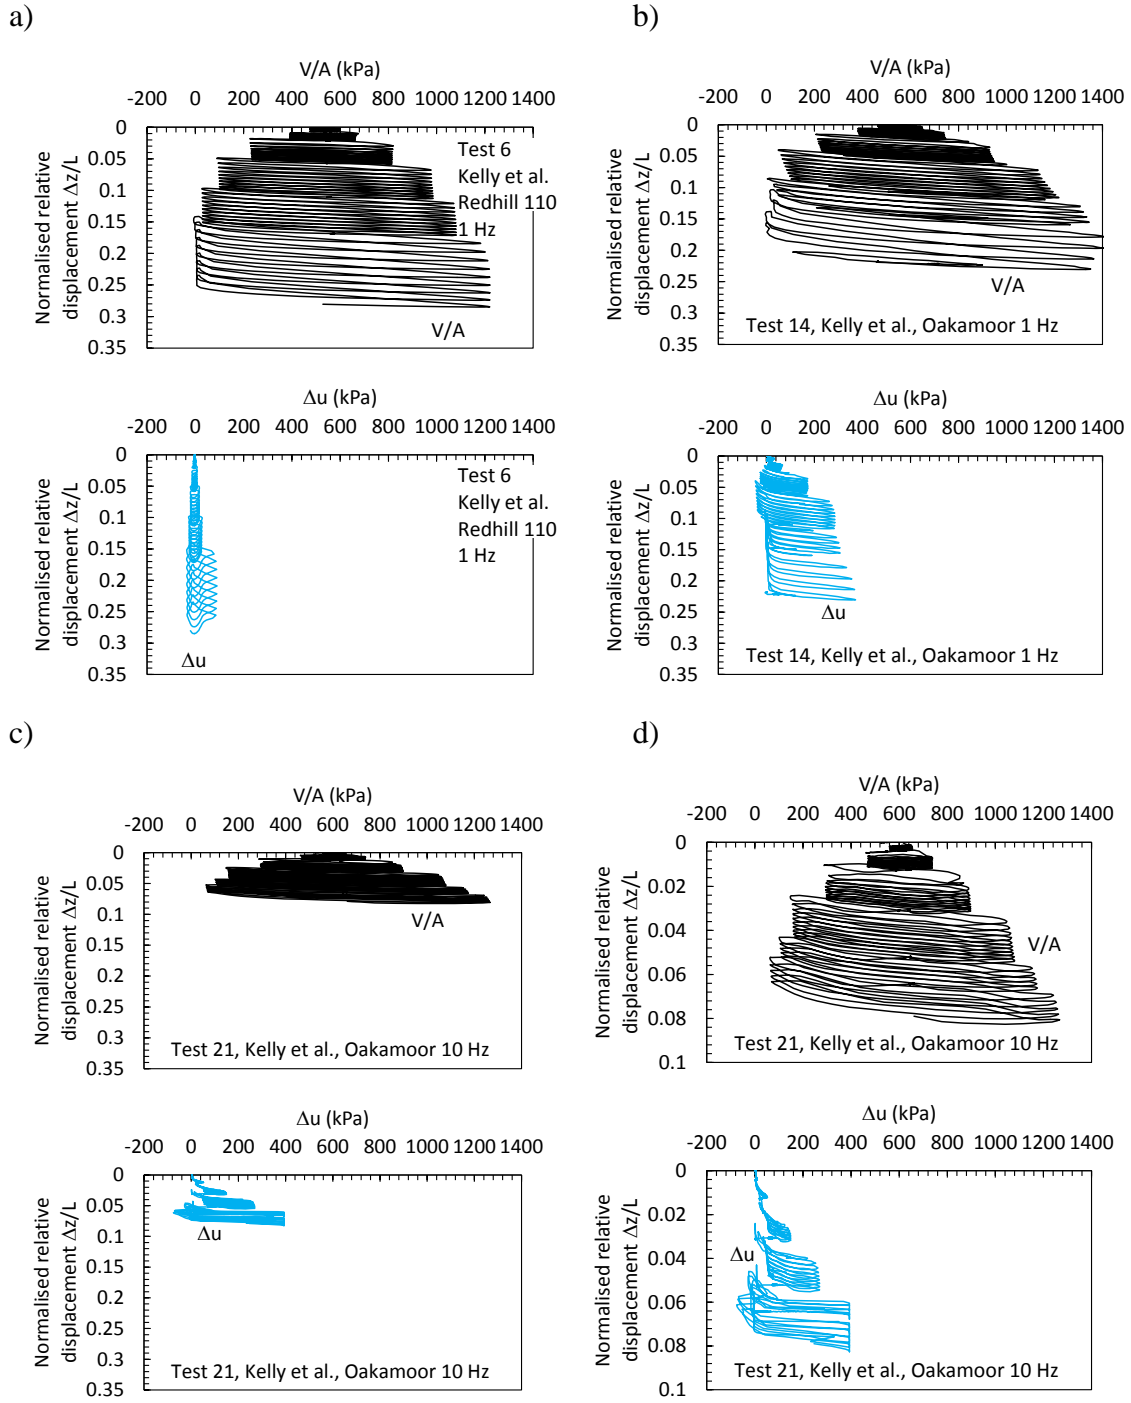 a)
V/A (kPa)
-200 0 200 400 600 800 1000 1200 1400
Normalised relative
displacement Δz/L
0
0.05
0.1
0.15
0.2
0.25
0.3
0.35
Test 6
Kelly et al.
Redhill 110
1 Hz
V/A
Δu (kPa)
-200 0 200 400 600 800 1000 1200 1400
Normalised relative
displacement Δz/L
0
0.05
0.1
0.15
0.2
0.25
0.3
0.35
Test 6
Kelly et al.
Redhill 110
1 Hz
Δu
b)
V/A (kPa)
-200 0 200 400 600 800 1000 1200 1400
Normalised relative
displacement Δz/L
0
0.05
0.1
0.15
0.2
0.25
0.3
0.35
V/A
Test 14, Kelly et al., Oakamoor 1 Hz
Δu (kPa)
-200 0 200 400 600 800 1000 1200 1400
Normalised relative
displacement Δz/L
0
0.05
0.1
0.15
0.2
0.25
0.3
0.35
Δu
Test 14, Kelly et al., Oakamoor 1 Hz
c)
V/A (kPa)
-200 0 200 400 600 800 1000 1200 1400
Normalised relative
displacement Δz/L
0
0.05
0.1
0.15
0.2
0.25
0.3
0.35
V/A
Test 21, Kelly et al., Oakamoor 10 Hz
Δu (kPa)
-200 0 200 400 600 800 1000 1200 1400
Normalised relative
displacement Δz/L
0
0.05
0.1
0.15
0.2
0.25
0.3
0.35
Δu
Test 21, Kelly et al., Oakamoor 10 Hz
d)
V/A (kPa)
-200 0 200 400 600 800 1000 1200 1400
Normalised relative
displacement Δz/L
0
0.02
0.04
0.06
0.08
0.1
V/A
Test 21, Kelly et al., Oakamoor 10 Hz
Δu (kPa)
-200 0 200 400 600 800 1000 1200 1400
Normalised relative
displacement Δz/L
0
0.02
0.04
0.06
0.08
0.1
Δu
Test 21, Kelly et al., Oakamoor 10 Hz